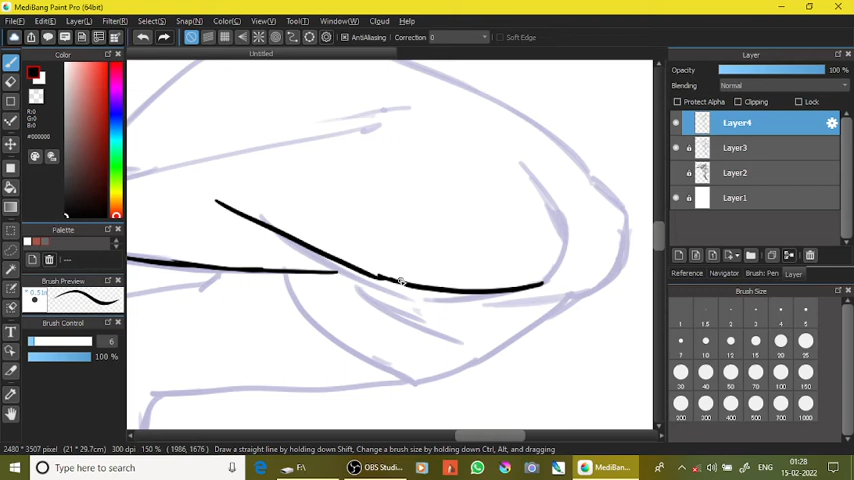 MediBang Paint Pro (64bit)
File(F) Edit(E) Layer(L) Filter(R) Select(S) Snap(N) Color(C) View(V) Tool(T) Window(W) Cloud Help
AntiAliasing Correction 0 Soft Edge
Untitled
Color
R:0
G:0
B:0
#000000
Palette
---
Brush Preview
* 0.51
Brush Control
6
100 %
Layer
Opacity 100 %
Blending Normal
Protect Alpha Clipping Lock
Layer4
Layer3
Layer2
Layer1
Reference Navigator Brush: Pen Layer
Brush Size
1 1.5 2 3 4 5
7 10 12 15 20 25
30 40 50 70 100 150
200 300 400 500 700 1000
2480 * 3507 pixel (21 * 29.7cm) 300 dpi 150 % (1986, 1676) Draw a straight line by holding down Shift, Change a brush size by holding down Ctrl, Alt, and dragging
Type here to search
F:\
OBS Studi...
MediBan...
ENG
01:28
15-02-2022